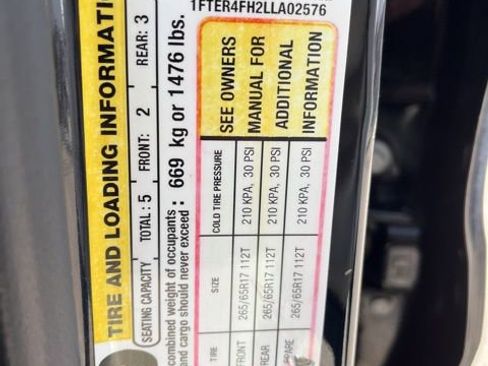 1FTER4FH2LLA02576
TIRE AND LOADING INFORMATI
SEATING CAPACITY TOTAL : 5 FRONT: 2 REAR: 3
combined weight of occupants
and cargo should never exceed : 669 kg or 1476 lbs.
TIRE SIZE COLD TIRE PRESSURE SEE OWNERS
FRONT 265/65R17 112T 210 KPA, 30 PSI MANUAL FOR
REAR 265/65R17 112T 210 KPA, 30 PSI ADDITIONAL
SPARE 265/65R17 112T 210 KPA, 30 PSI INFORMATION